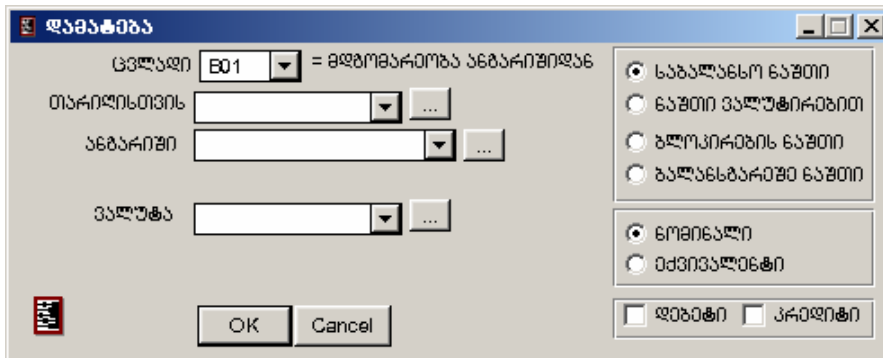 დამატება
ცვლადი B01 = მდგომარეობა ანგარიშიდან
თარიღისთვის ...
ანგარიში ...
ვალუტა ...
OK Cancel
საბალანსო ნაშთი
ნაშთი ვალუტირებით
ბლოკირების ნაშთი
ბალანსგარეშე ნაშთი
ნომინალი
ექვივალენტი
დებეტი კრედიტი